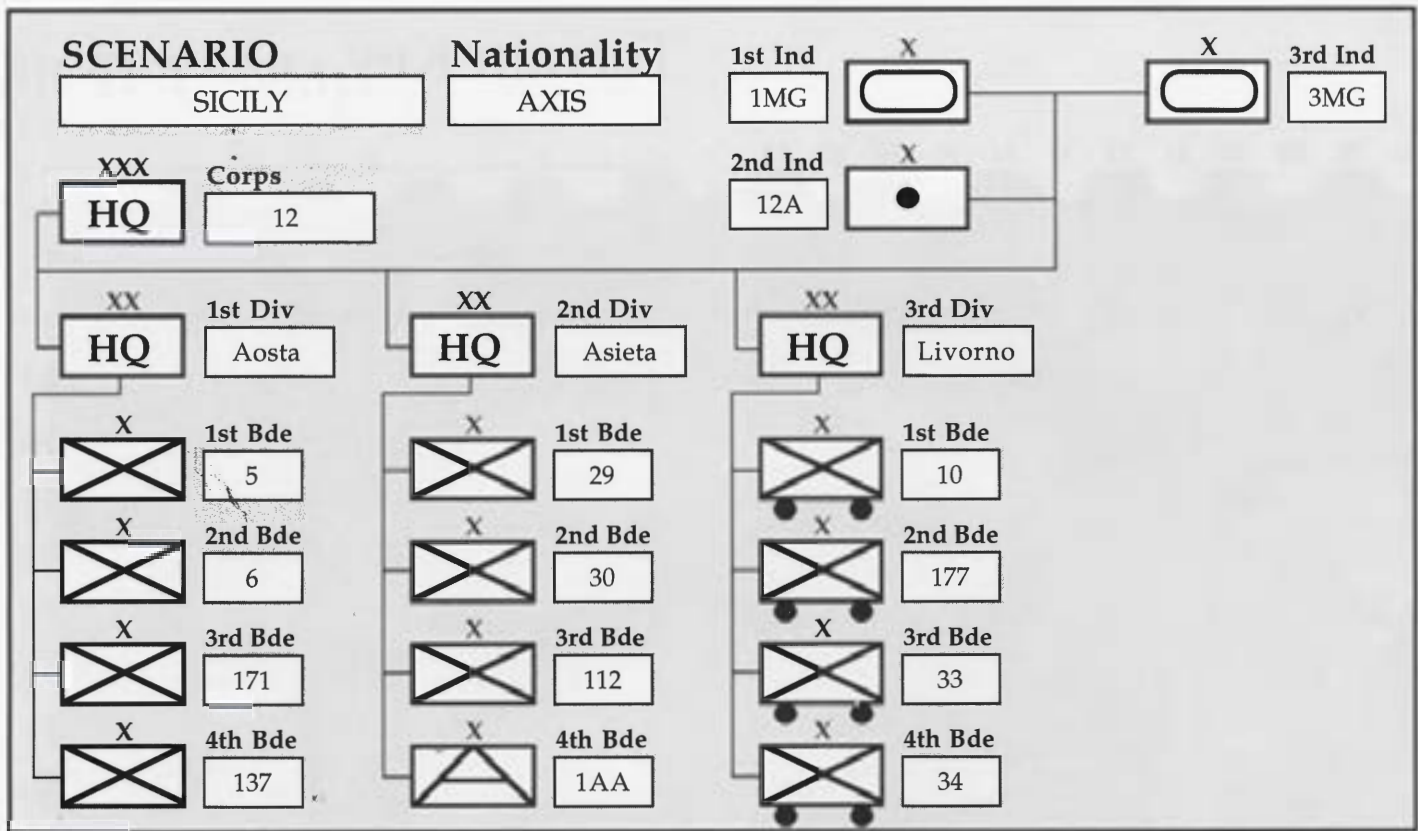 SCENARIO
SICILY
Nationality
AXIS
1st Ind
1MG
X
X
3rd Ind
3MG
2nd Ind
12A
X
XXX
HQ
Corps
12
XX
HQ
1st Div
Aosta
XX
HQ
2nd Div
Asieta
XX
HQ
3rd Div
Livorno
X
1st Bde
5
X
1st Bde
29
X
1st Bde
10
X
2nd Bde
6
X
2nd Bde
30
X
2nd Bde
177
X
3rd Bde
171
X
3rd Bde
112
X
3rd Bde
33
X
4th Bde
137
X
4th Bde
1AA
X
4th Bde
34